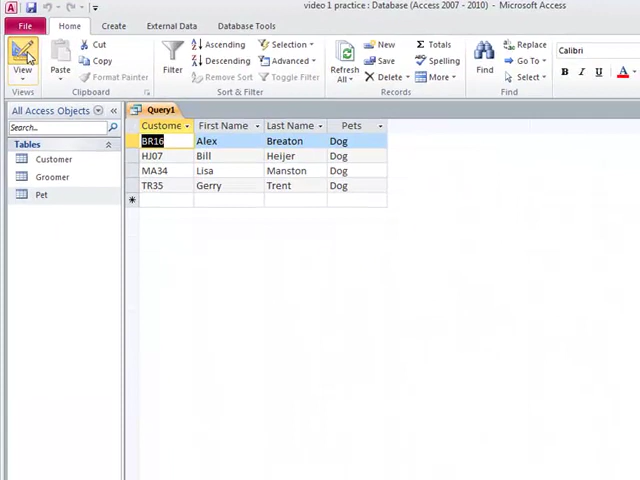 video 1 practice : Database (Access 2007 - 2010) - Microsoft Access
File Home Create External Data Database Tools
View
Views
Paste
Cut
Copy
Format Painter
Clipboard
Filter
Ascending
Descending
Remove Sort
Selection
Advanced
Toggle Filter
Sort & Filter
Refresh All
New
Save
Delete
Totals
Spelling
More
Records
Find
Replace
Go To
Select
Find
Calibri
B I U A
All Access Objects
Search...
Tables
Customer
Groomer
Pet
Query1
Custome First Name Last Name Pets
BR16 Alex Breaton Dog
HJ07 Bill Heijer Dog
MA34 Lisa Manston Dog
TR35 Gerry Trent Dog